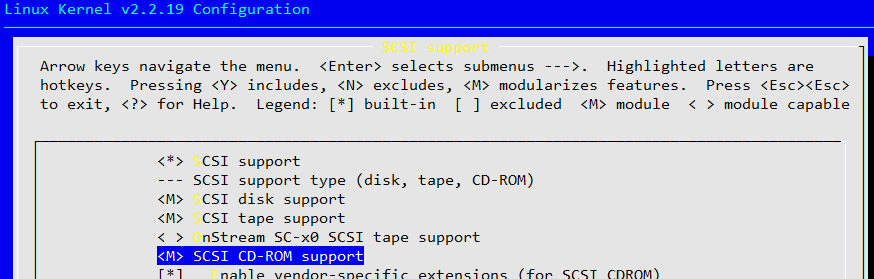 Linux Kernel v2.2.19 Configuration
SCSI support
Arrow keys navigate the menu.  <Enter> selects submenus --->.  Highlighted letters are
hotkeys.  Pressing <Y> includes, <N> excludes, <M> modularizes features.  Press <Esc><Esc>
to exit, <?> for Help.  Legend: [*] built-in  [ ] excluded  <M> module  < > module capable
<*> SCSI support
--- SCSI support type (disk, tape, CD-ROM)
<M> SCSI disk support
<M> SCSI tape support
< > OnStream SC-x0 SCSI tape support
<M> SCSI CD-ROM support
[*]   Enable vendor-specific extensions (for SCSI CDROM)